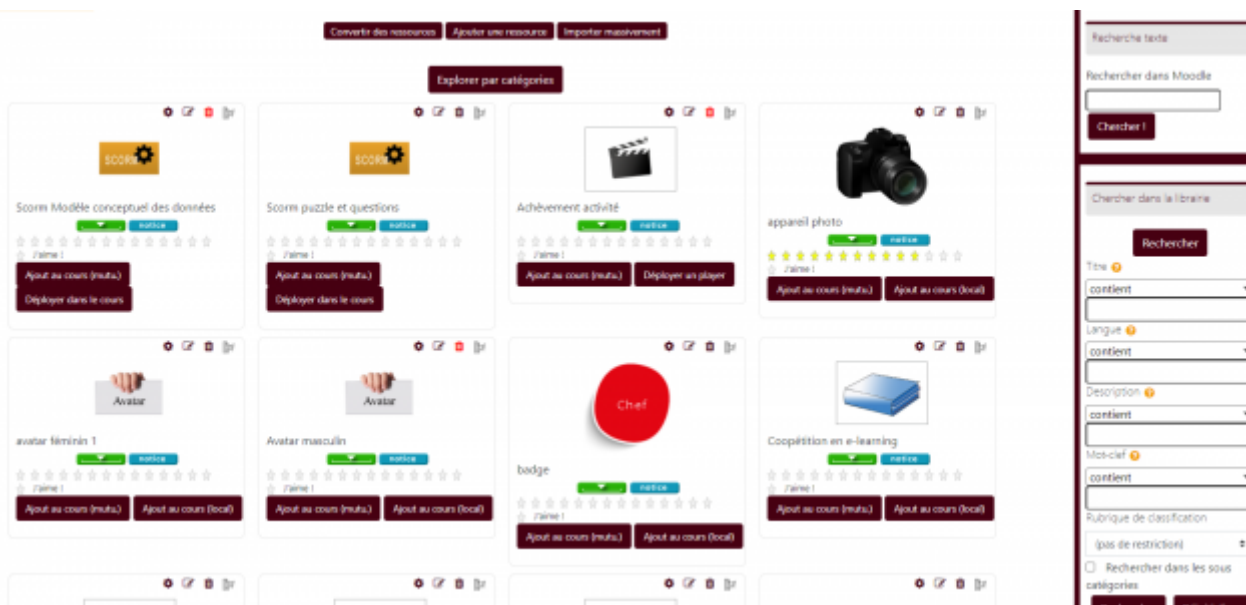 Convertir des ressources Ajouter une ressource Importer massivement
Explorer par catégories
SCORM
Scorm Modèle conceptuel des données
notice
J'aime !
Ajout au cours (mutu.)
Déployer dans le cours
SCORM
Scorm puzzle et questions
notice
J'aime !
Ajout au cours (mutu.)
Déployer dans le cours
Achèvement activité
notice
J'aime !
Ajout au cours (mutu.) Déployer un player
appareil photo
notice
J'aime !
Ajout au cours (mutu.) Ajout au cours (local)
Avatar
avatar féminin 1
notice
J'aime !
Ajout au cours (mutu.) Ajout au cours (local)
Avatar
Avatar masculin
notice
J'aime !
Ajout au cours (mutu.) Ajout au cours (local)
Chef
badge
notice
J'aime !
Ajout au cours (mutu.) Ajout au cours (local)
Coopétition en e-learning
notice
J'aime !
Ajout au cours (mutu.) Ajout au cours (local)
Recherche texte
Rechercher dans Moodle
Chercher !
Chercher dans la librairie
Rechercher
Titre
contient
Langue
contient
Description
contient
Mot-clef
contient
Rubrique de classification
(pas de restriction)
Rechercher dans les sous
catégories